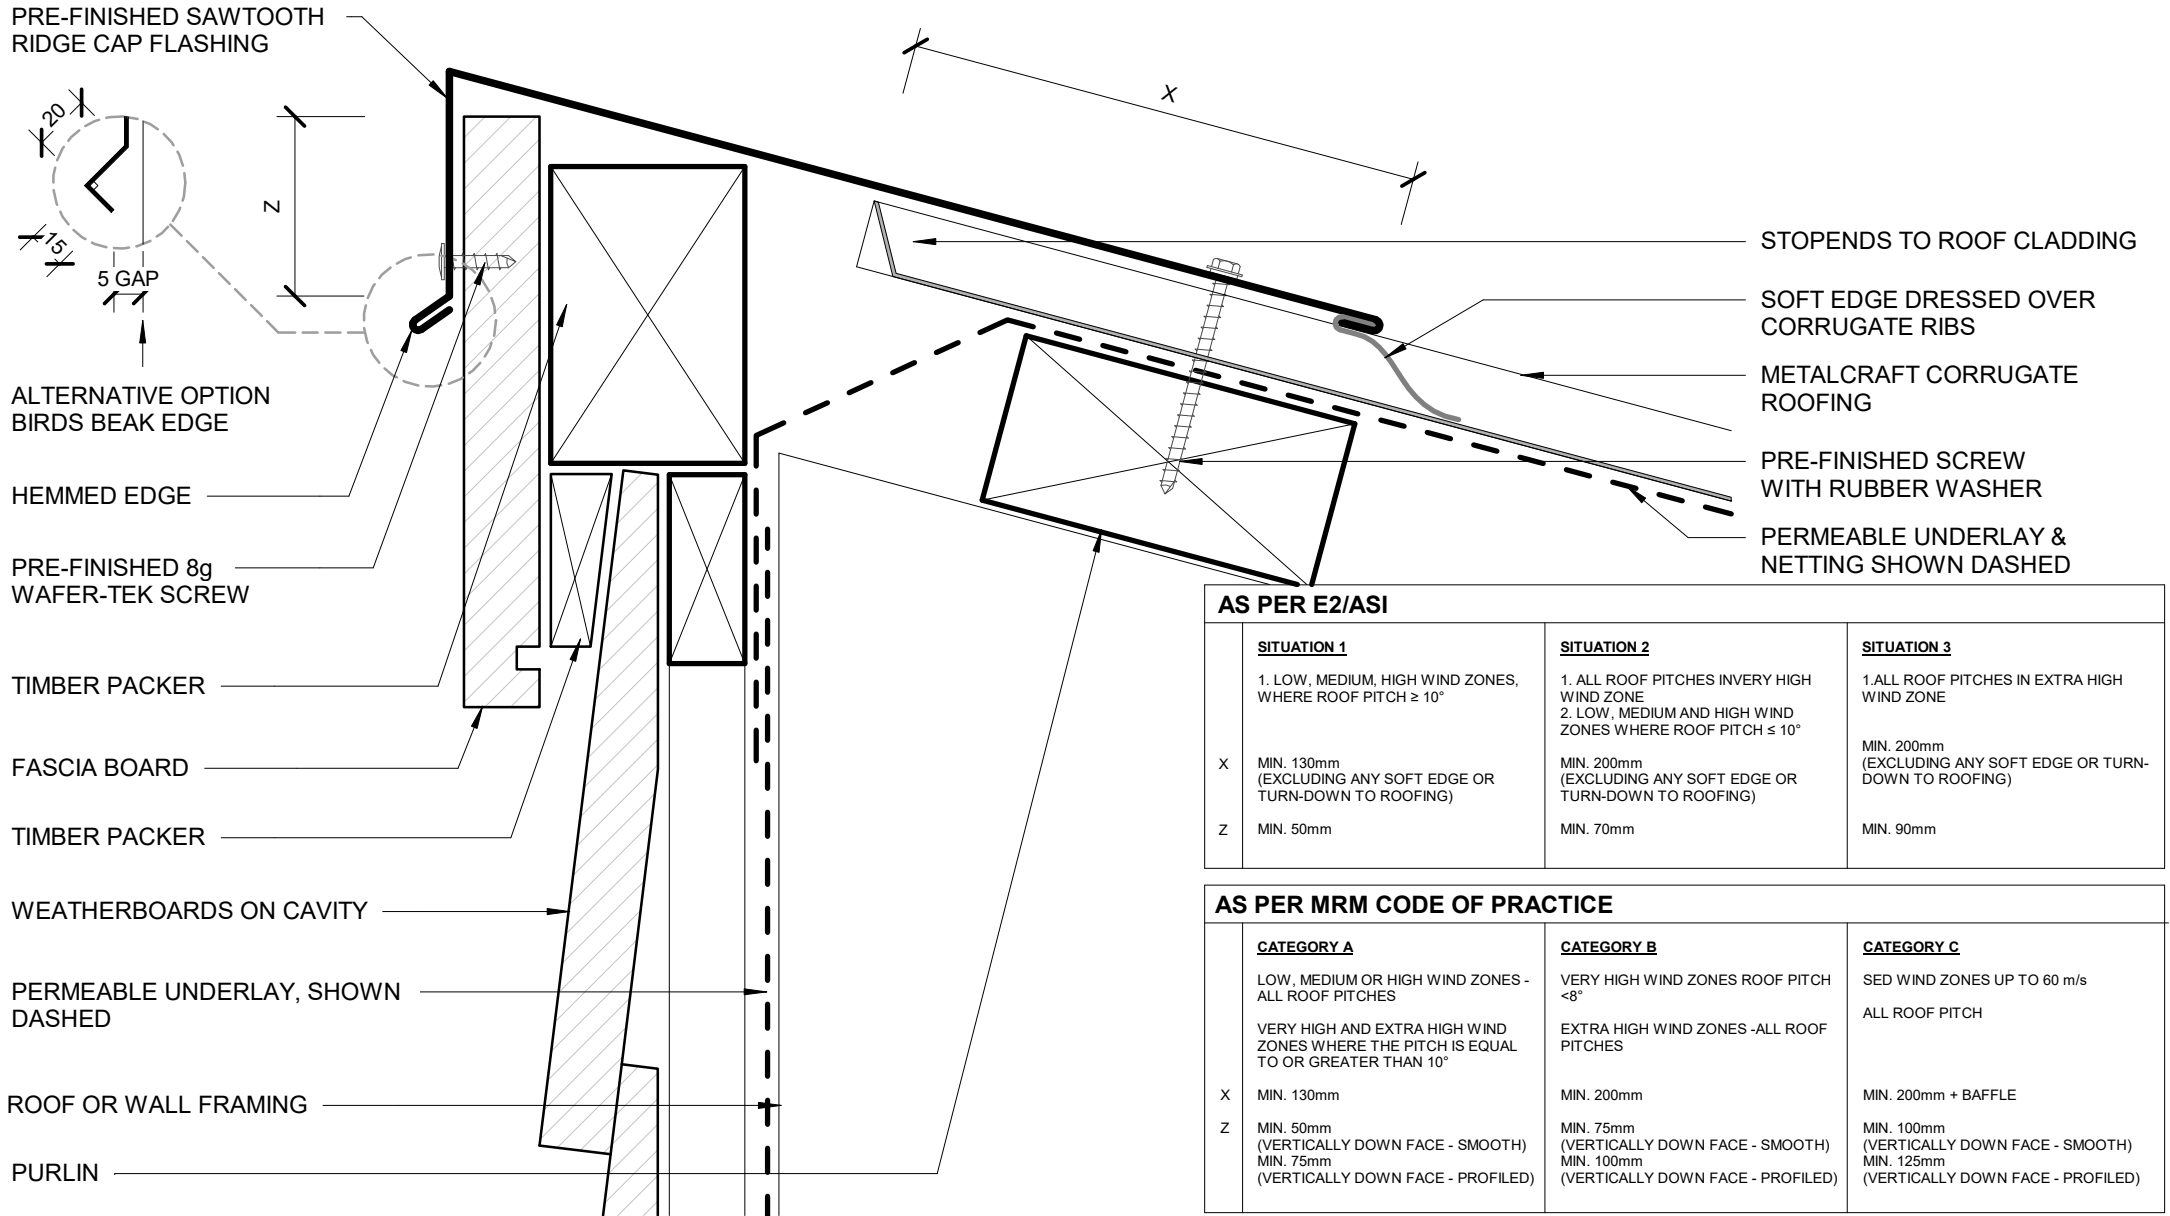 PRE-FINISHED SAWTOOTH
RIDGE CAP FLASHING
20
15
5 GAP
Z
X
ALTERNATIVE OPTION
BIRDS BEAK EDGE
HEMMED EDGE
PRE-FINISHED 8g
WAFER-TEK SCREW
TIMBER PACKER
FASCIA BOARD
TIMBER PACKER
WEATHERBOARDS ON CAVITY
PERMEABLE UNDERLAY, SHOWN
DASHED
ROOF OR WALL FRAMING
PURLIN
STOPENDS TO ROOF CLADDING
SOFT EDGE DRESSED OVER
CORRUGATE RIBS
METALCRAFT CORRUGATE
ROOFING
PRE-FINISHED SCREW
WITH RUBBER WASHER
PERMEABLE UNDERLAY &
NETTING SHOWN DASHED
AS PER E2/ASI
SITUATION 1
1. LOW, MEDIUM, HIGH WIND ZONES,
WHERE ROOF PITCH ≥ 10°
SITUATION 2
1. ALL ROOF PITCHES INVERY HIGH
WIND ZONE
2. LOW, MEDIUM AND HIGH WIND
ZONES WHERE ROOF PITCH ≤ 10°
SITUATION 3
1.ALL ROOF PITCHES IN EXTRA HIGH
WIND ZONE
X
MIN. 130mm
(EXCLUDING ANY SOFT EDGE OR
TURN-DOWN TO ROOFING)
MIN. 200mm
(EXCLUDING ANY SOFT EDGE OR
TURN-DOWN TO ROOFING)
MIN. 200mm
(EXCLUDING ANY SOFT EDGE OR TURN-
DOWN TO ROOFING)
Z
MIN. 50mm
MIN. 70mm
MIN. 90mm
AS PER MRM CODE OF PRACTICE
CATEGORY A
LOW, MEDIUM OR HIGH WIND ZONES -
ALL ROOF PITCHES
VERY HIGH AND EXTRA HIGH WIND
ZONES WHERE THE PITCH IS EQUAL
TO OR GREATER THAN 10°
CATEGORY B
VERY HIGH WIND ZONES ROOF PITCH
<8°
EXTRA HIGH WIND ZONES -ALL ROOF
PITCHES
CATEGORY C
SED WIND ZONES UP TO 60 m/s
ALL ROOF PITCH
X
MIN. 130mm
MIN. 200mm
MIN. 200mm + BAFFLE
Z
MIN. 50mm
(VERTICALLY DOWN FACE - SMOOTH)
MIN. 75mm
(VERTICALLY DOWN FACE - PROFILED)
MIN. 75mm
(VERTICALLY DOWN FACE - SMOOTH)
MIN. 100mm
(VERTICALLY DOWN FACE - PROFILED)
MIN. 100mm
(VERTICALLY DOWN FACE - SMOOTH)
MIN. 125mm
(VERTICALLY DOWN FACE - PROFILED)